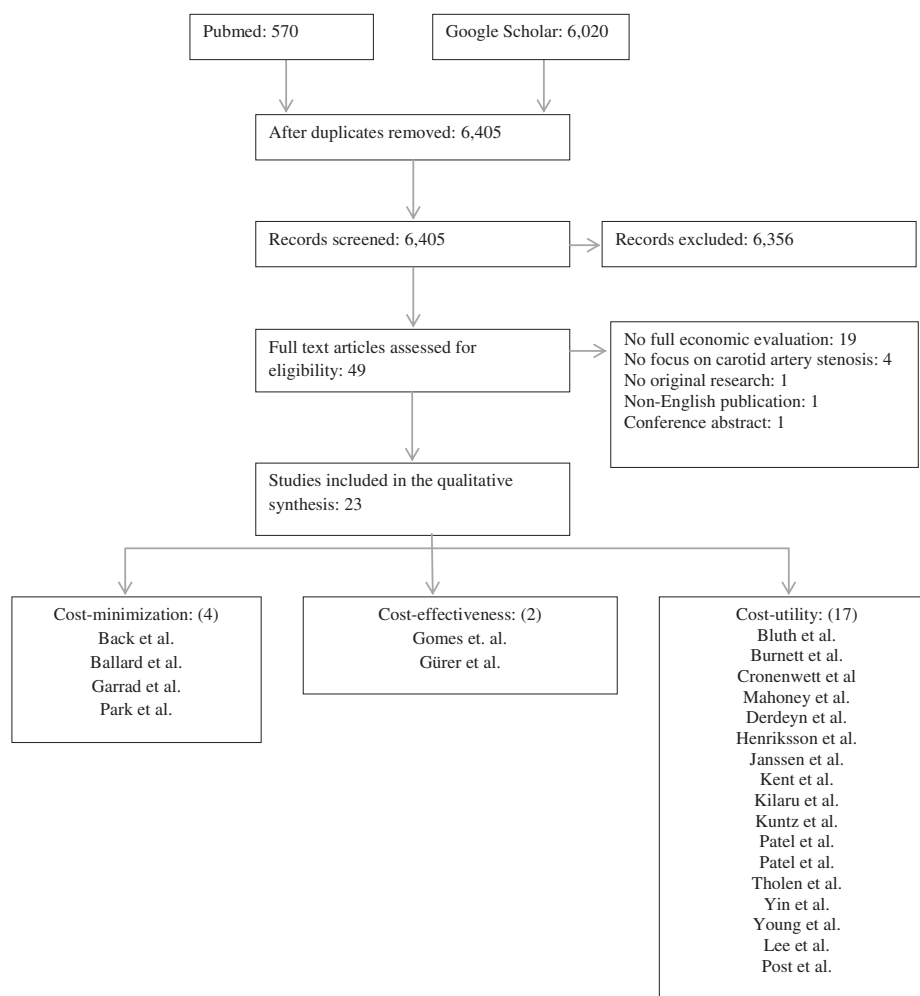 Pubmed: 570
Google Scholar: 6,020
After duplicates removed: 6,405
Records screened: 6,405
Records excluded: 6,356
Full text articles assessed for
eligibility: 49
No full economic evaluation: 19
No focus on carotid artery stenosis: 4
No original research: 1
Non-English publication: 1
Conference abstract: 1
Studies included in the qualitative
synthesis: 23
Cost-minimization: (4)
Back et al.
Ballard et al.
Garrad et al.
Park et al.
Cost-effectiveness: (2)
Gomes et. al.
Gürer et al.
Cost-utility: (17)
Bluth et al.
Burnett et al.
Cronenwett et al
Mahoney et al.
Derdeyn et al.
Henriksson et al.
Janssen et al.
Kent et al.
Kilaru et al.
Kuntz et al.
Patel et al.
Patel et al.
Tholen et al.
Yin et al.
Young et al.
Lee et al.
Post et al.